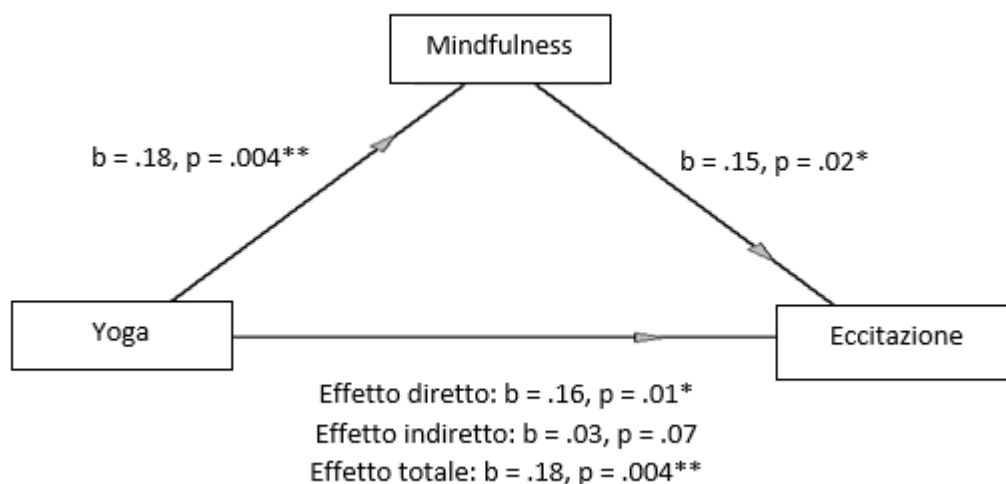 Mindfulness
b = .18, p = .004**
b = .15, p = .02*
Yoga
Eccitazione
Effetto diretto: b = .16, p = .01*
Effetto indiretto: b = .03, p = .07
Effetto totale: b = .18, p = .004**